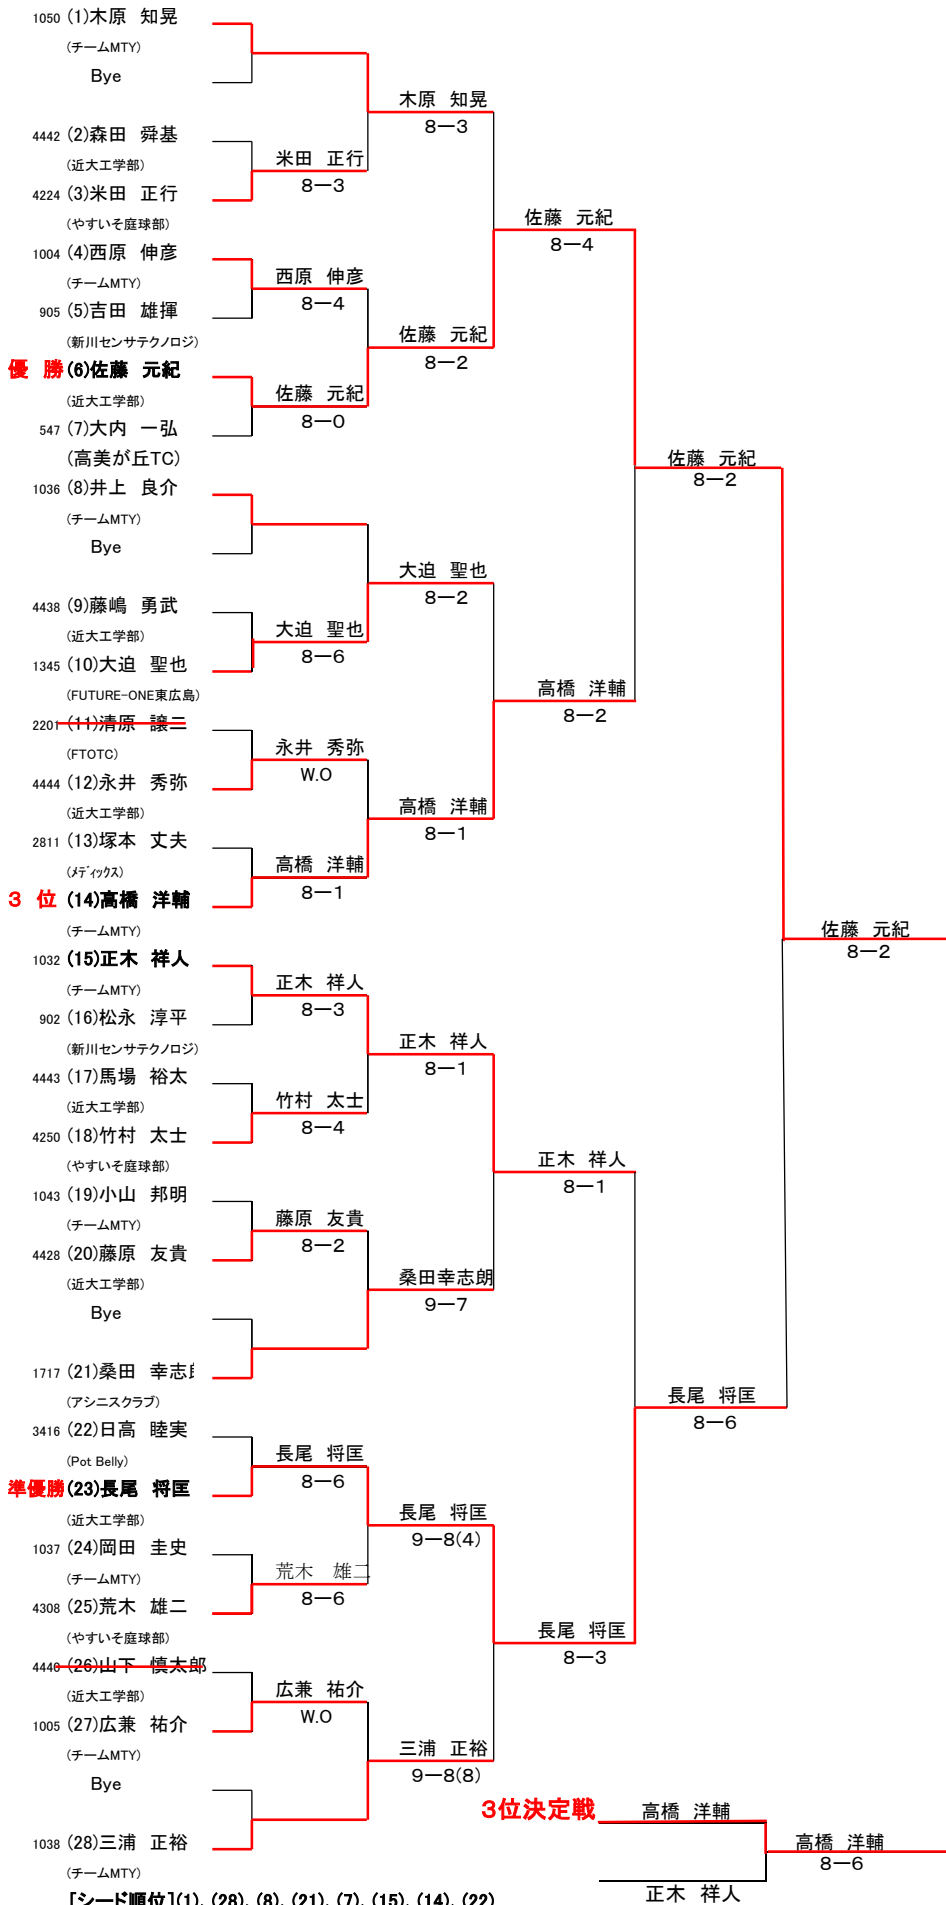 1050 (1)木原　知晃
(チームMTY)
Bye
木原　知晃
8－3
4442 (2)森田　舜基
(近大工学部)
米田　正行
8－3
4224 (3)米田　正行
(やすいそ庭球部)
佐藤　元紀
8－4
1004 (4)西原　伸彦
(チームMTY)
西原　伸彦
8－4
905 (5)吉田　雄揮
(新川センサテクノロジ)
佐藤　元紀
8－2
優　勝 (6)佐藤　元紀
(近大工学部)
佐藤　元紀
8－0
547 (7)大内　一弘
(高美が丘TC)
佐藤　元紀
8－2
1036 (8)井上　良介
(チームMTY)
Bye
大迫　聖也
8－2
4438 (9)藤嶋　勇武
(近大工学部)
大迫　聖也
8－6
1345 (10)大迫　聖也
(FUTURE-ONE東広島)
高橋　洋輔
8－2
2201 (11)清原　譲二
(FTOTC)
永井　秀弥
W.O
4444 (12)永井　秀弥
(近大工学部)
高橋　洋輔
8－1
2811 (13)塚本　丈夫
(メディックス)
高橋　洋輔
8－1
3　位 (14)高橋　洋輔
(チームMTY)
佐藤　元紀
8－2
1032 (15)正木　祥人
(チームMTY)
正木　祥人
8－3
902 (16)松永　淳平
(新川センサテクノロジ)
正木　祥人
8－1
4443 (17)馬場　裕太
(近大工学部)
竹村　太士
8－4
4250 (18)竹村　太士
(やすいそ庭球部)
正木　祥人
8－1
1043 (19)小山　邦明
(チームMTY)
藤原　友貴
8－2
4428 (20)藤原　友貴
(近大工学部)
桑田幸志朗
9－7
Bye
1717 (21)桑田　幸志
(アシニスクラブ)
長尾　将匡
8－6
3416 (22)日高　睦実
(Pot Belly)
長尾　将匡
8－6
準優勝 (23)長尾　将匡
(近大工学部)
長尾　将匡
9－8(4)
1037 (24)岡田　圭史
(チームMTY)
荒木　雄二
8－6
4308 (25)荒木　雄二
(やすいそ庭球部)
長尾　将匡
8－3
4440 (26)山下　慎太郎
(近大工学部)
広兼　祐介
W.O
1005 (27)広兼　祐介
(チームMTY)
三浦　正裕
9－8(8)
Bye
1038 (28)三浦　正裕
(チームMTY)
3位決定戦
高橋　洋輔
高橋　洋輔
8－6
正木　祥人
[シード順位](1)、(28)、(8)、(21)、(7)、(15)、(14)、(22)